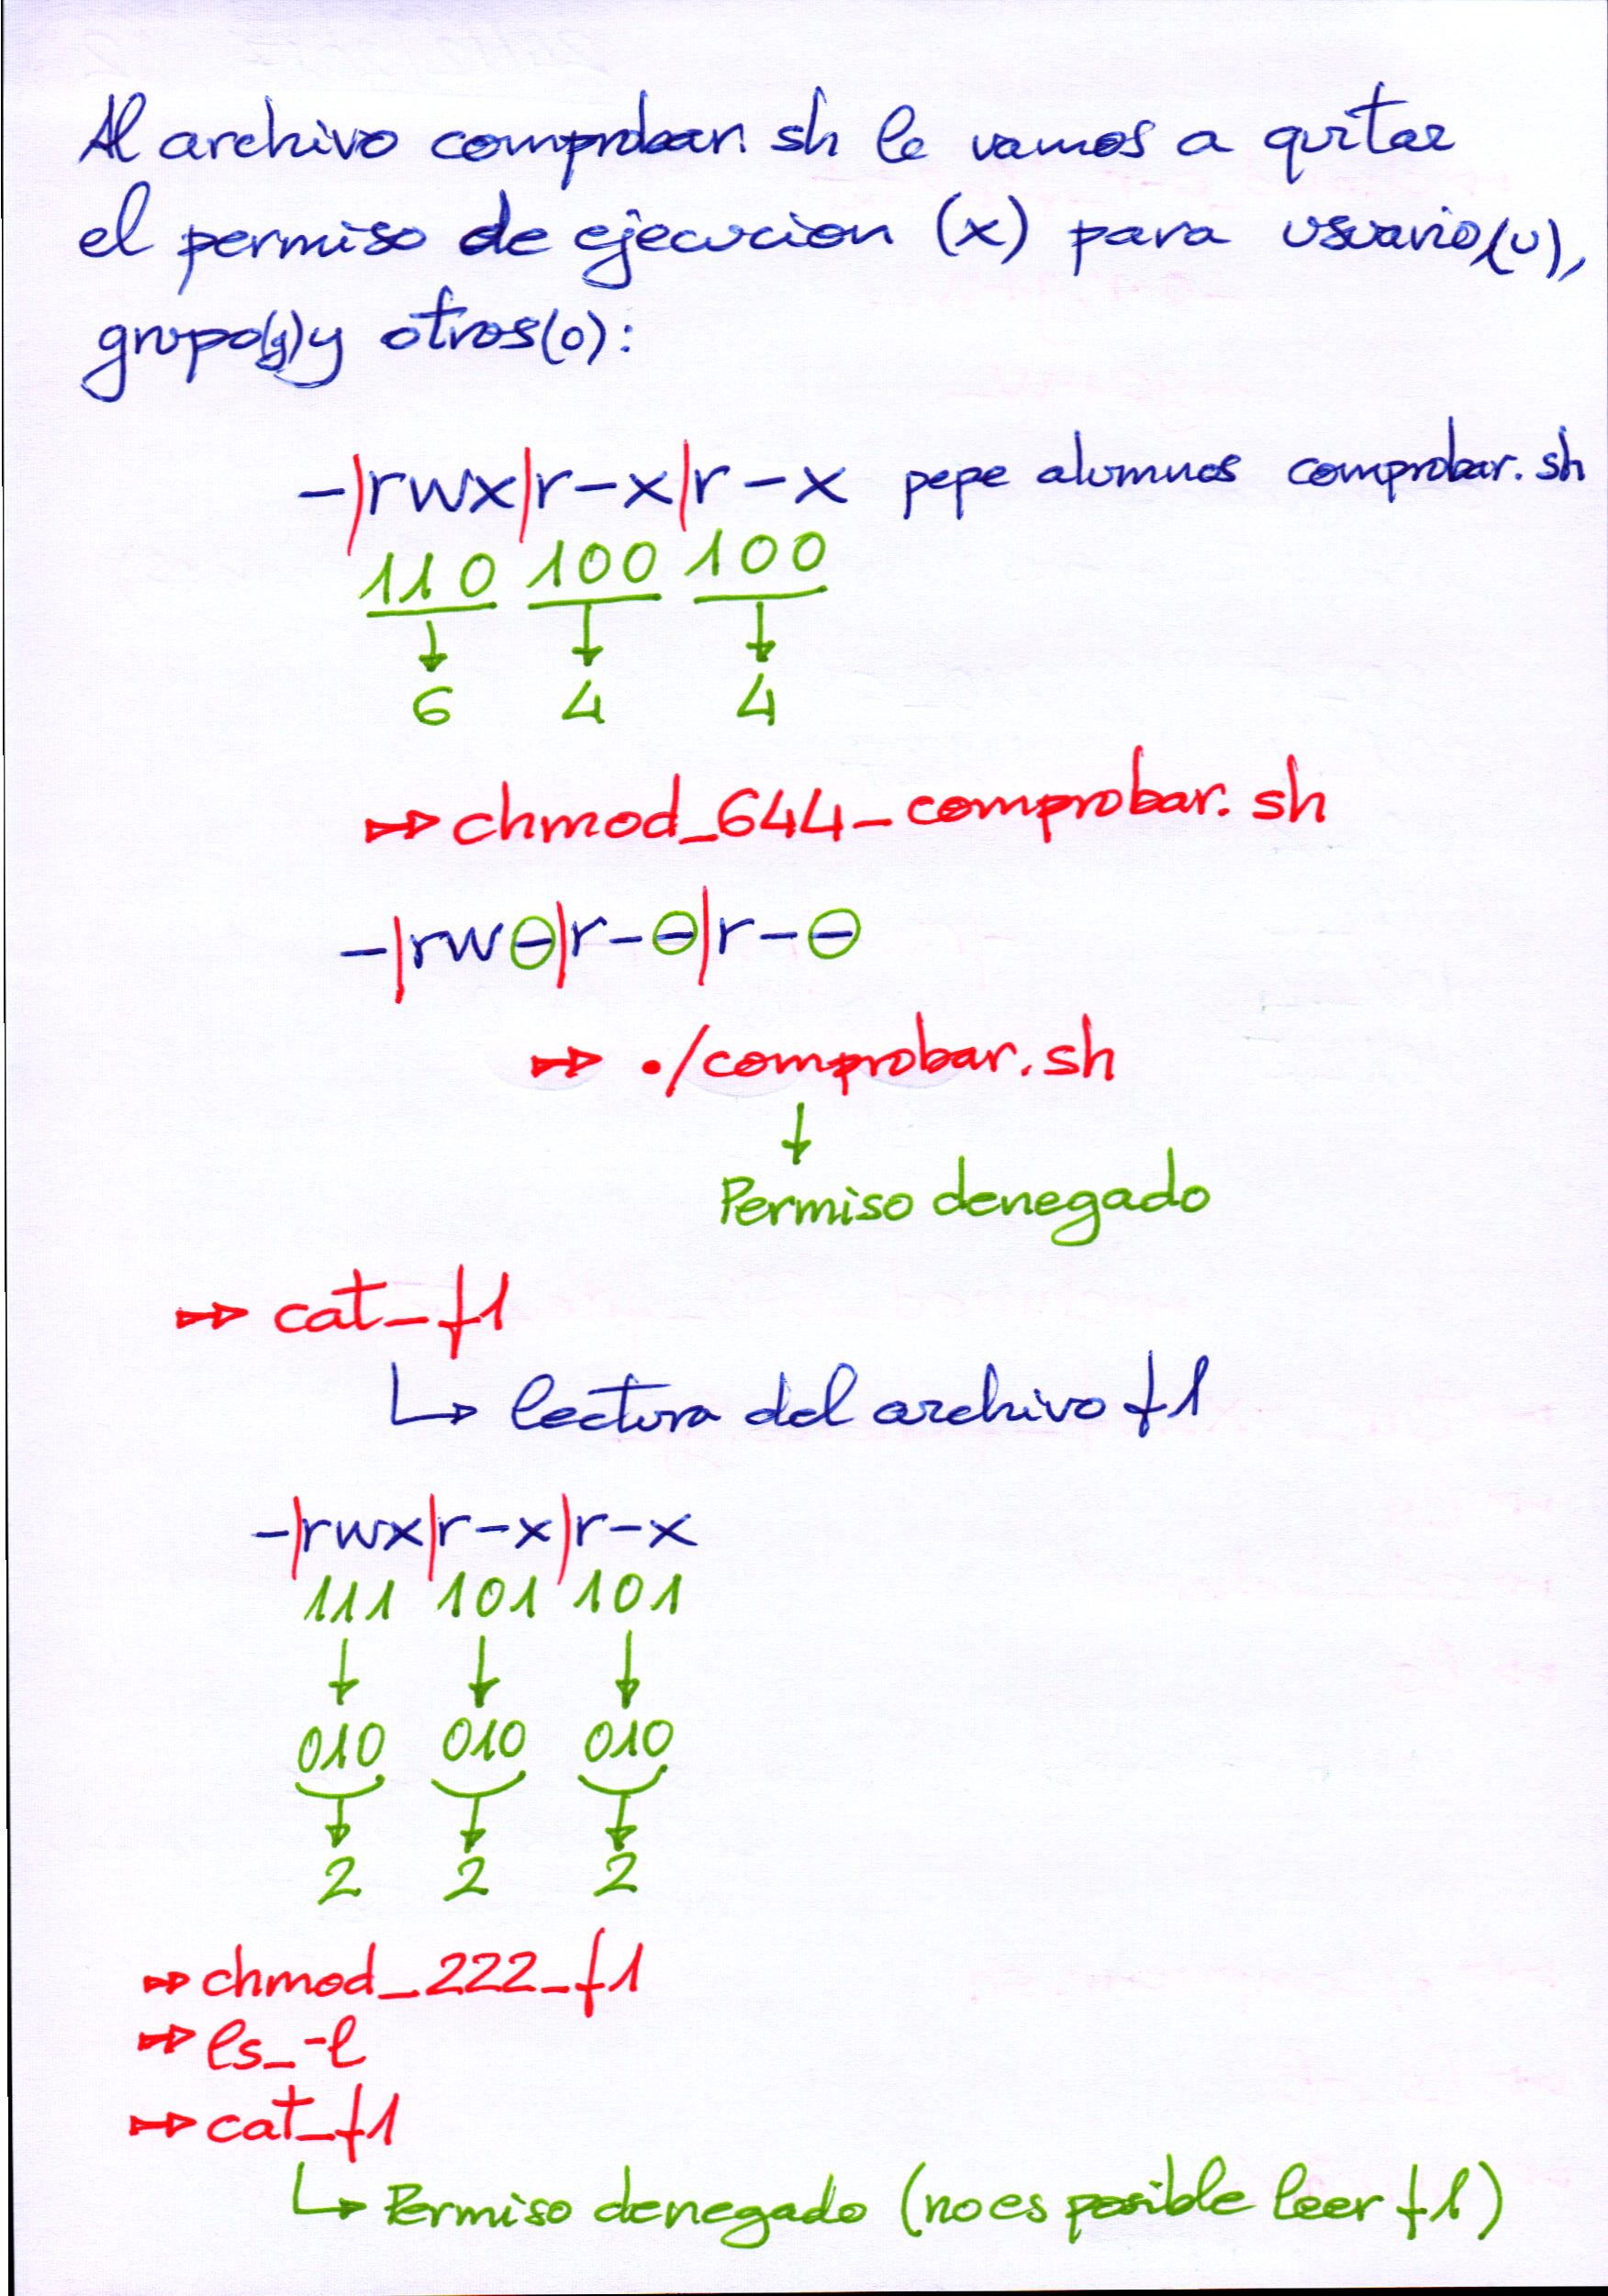 Al archivo comprobar.sh le vamos a quitar
el permiso de ejecucion (x) para usuario(u),
grupo(g) y otros(o):
-|rwx|r-x|r-x pepe alumnos comprobar.sh
110 100 100
6 4 4
chmod_644_comprobar.sh
-|rw-|r--|r--
./comprobar.sh
Permiso denegado
cat_f1
lectura del archivo f1
-|rwx|r-x|r-x
111 101 101
010 010 010
2 2 2
chmod_222_f1
ls_-l
cat_f1
Permiso denegado (no es posible leer f1)